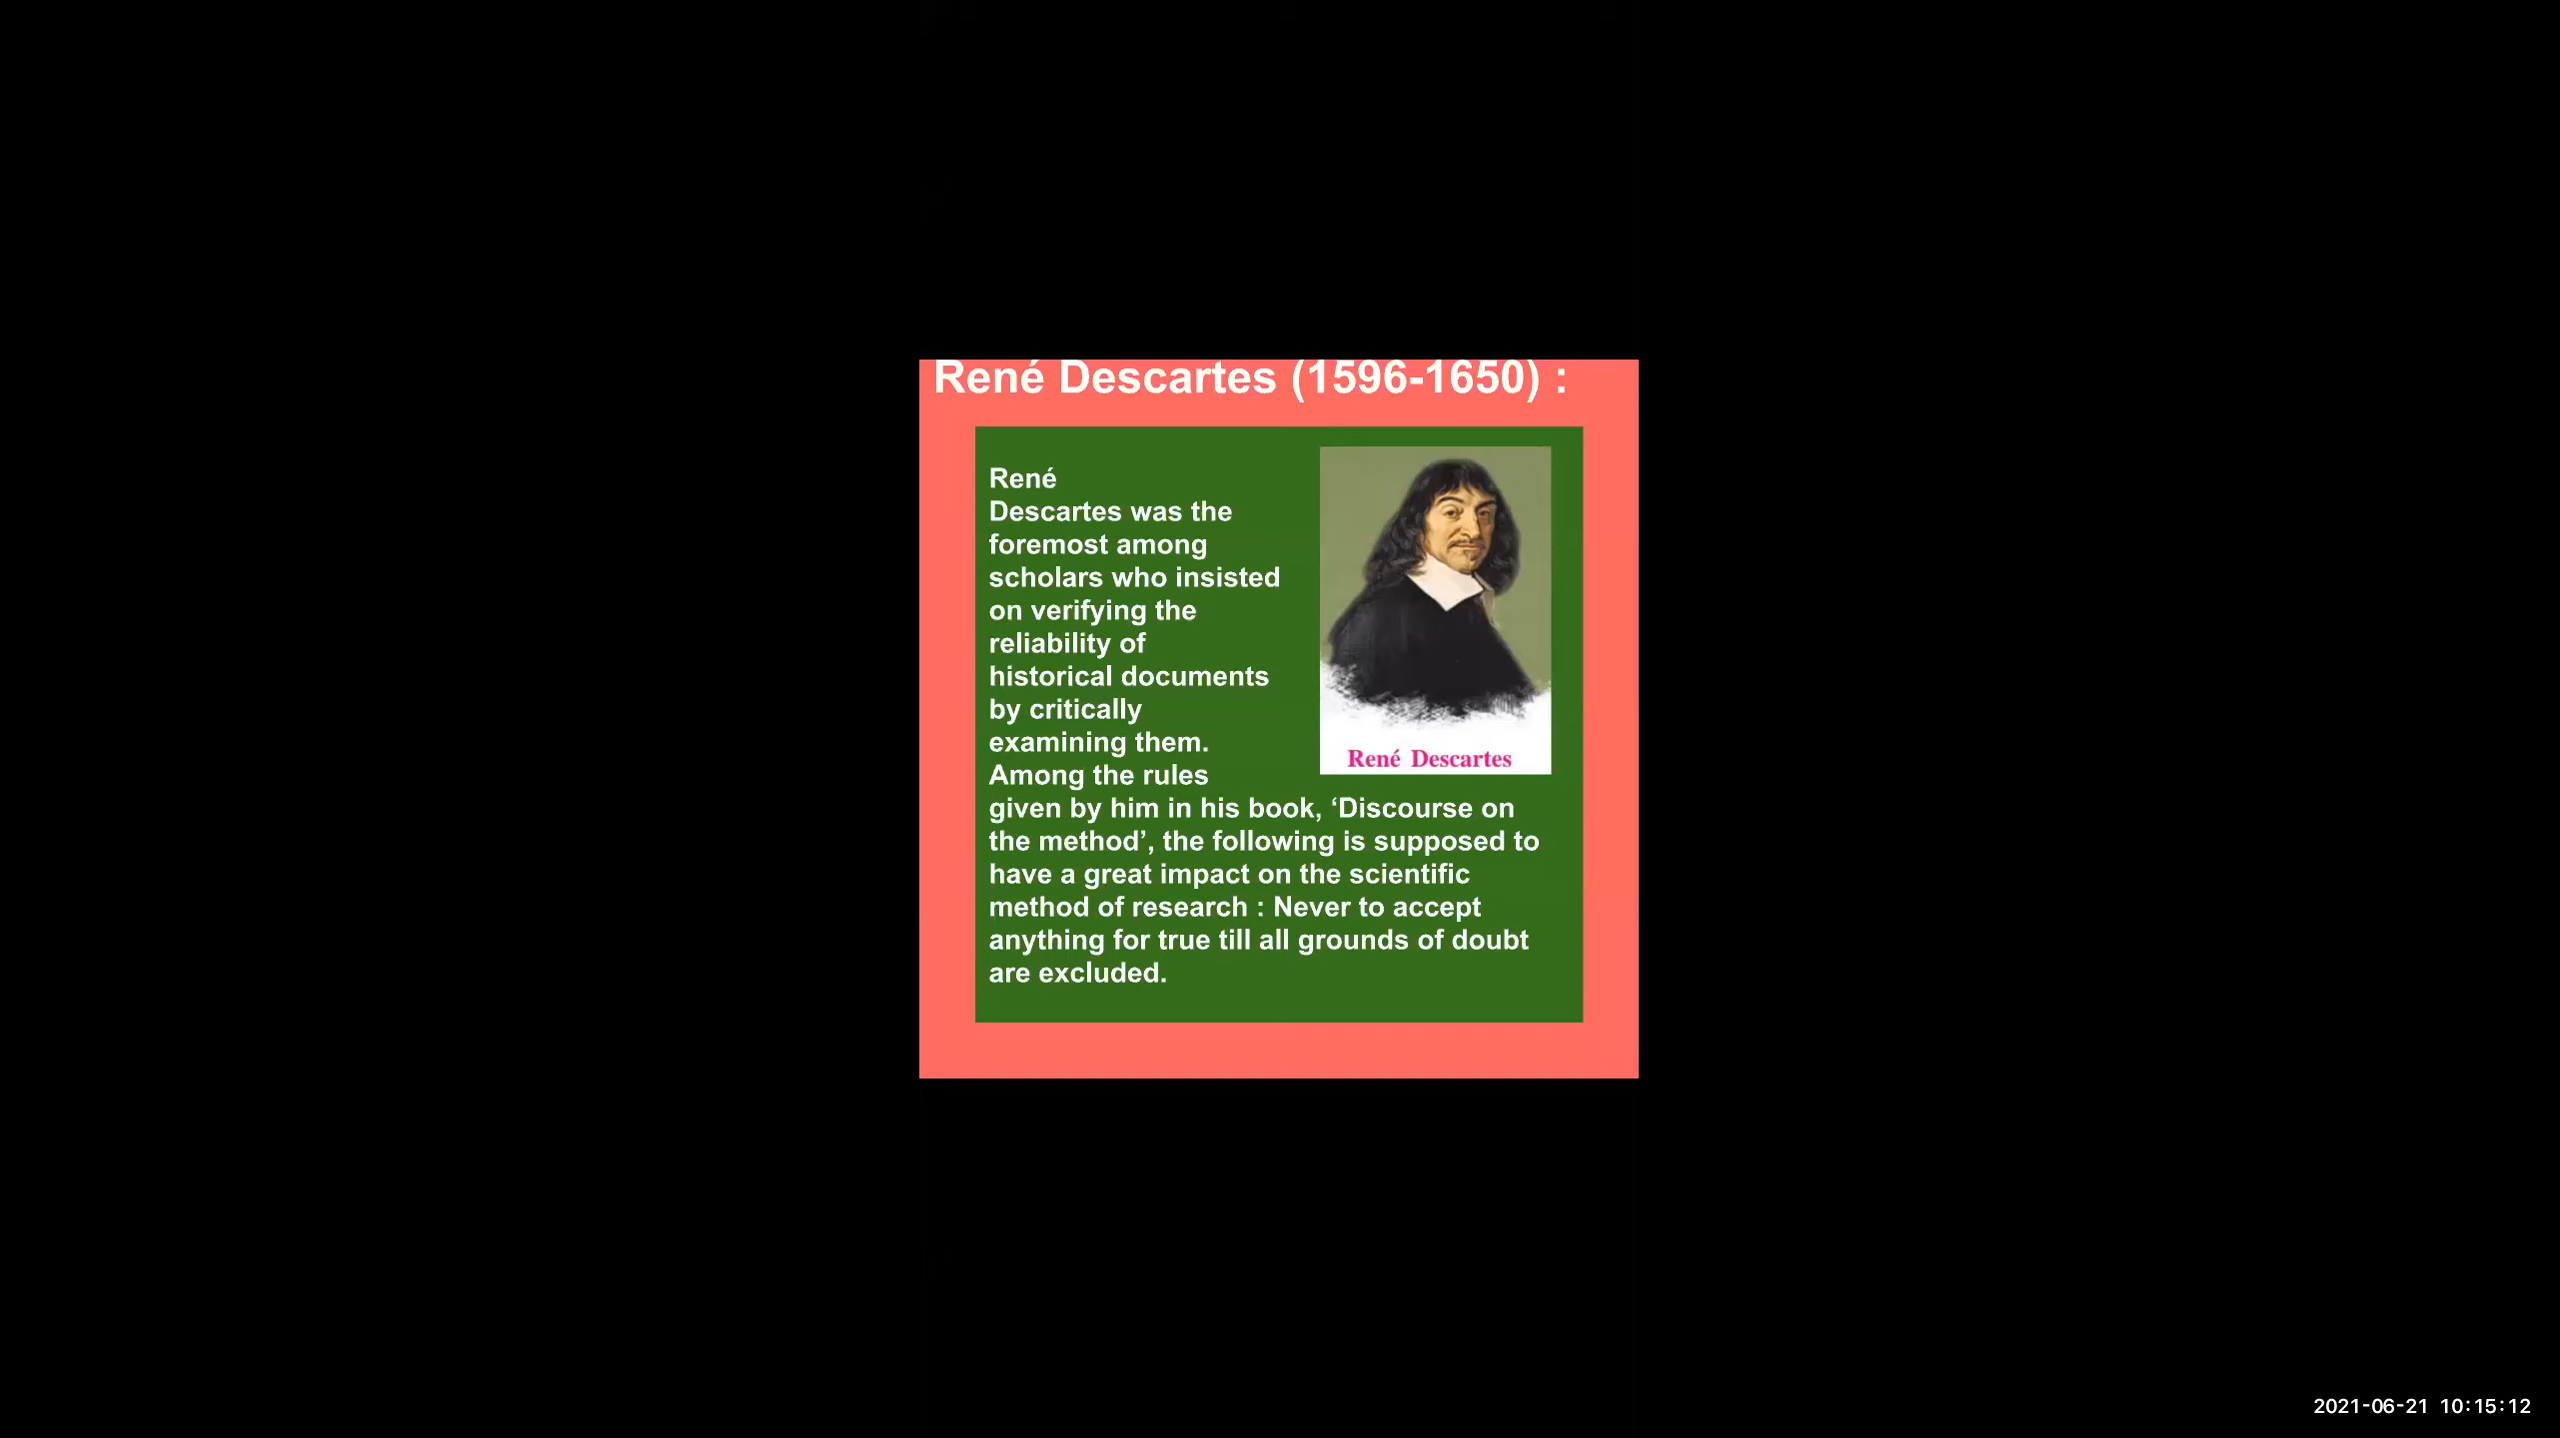 René Descartes (1596-1650) :
René
Descartes was the
foremost among
scholars who insisted
on verifying the
reliability of
historical documents
by critically
examining them.
Among the rules
given by him in his book, ‘Discourse on
the method’, the following is supposed to
have a great impact on the scientific
method of research : Never to accept
anything for true till all grounds of doubt
are excluded.
René Descartes
2021-06-21 10:15:12